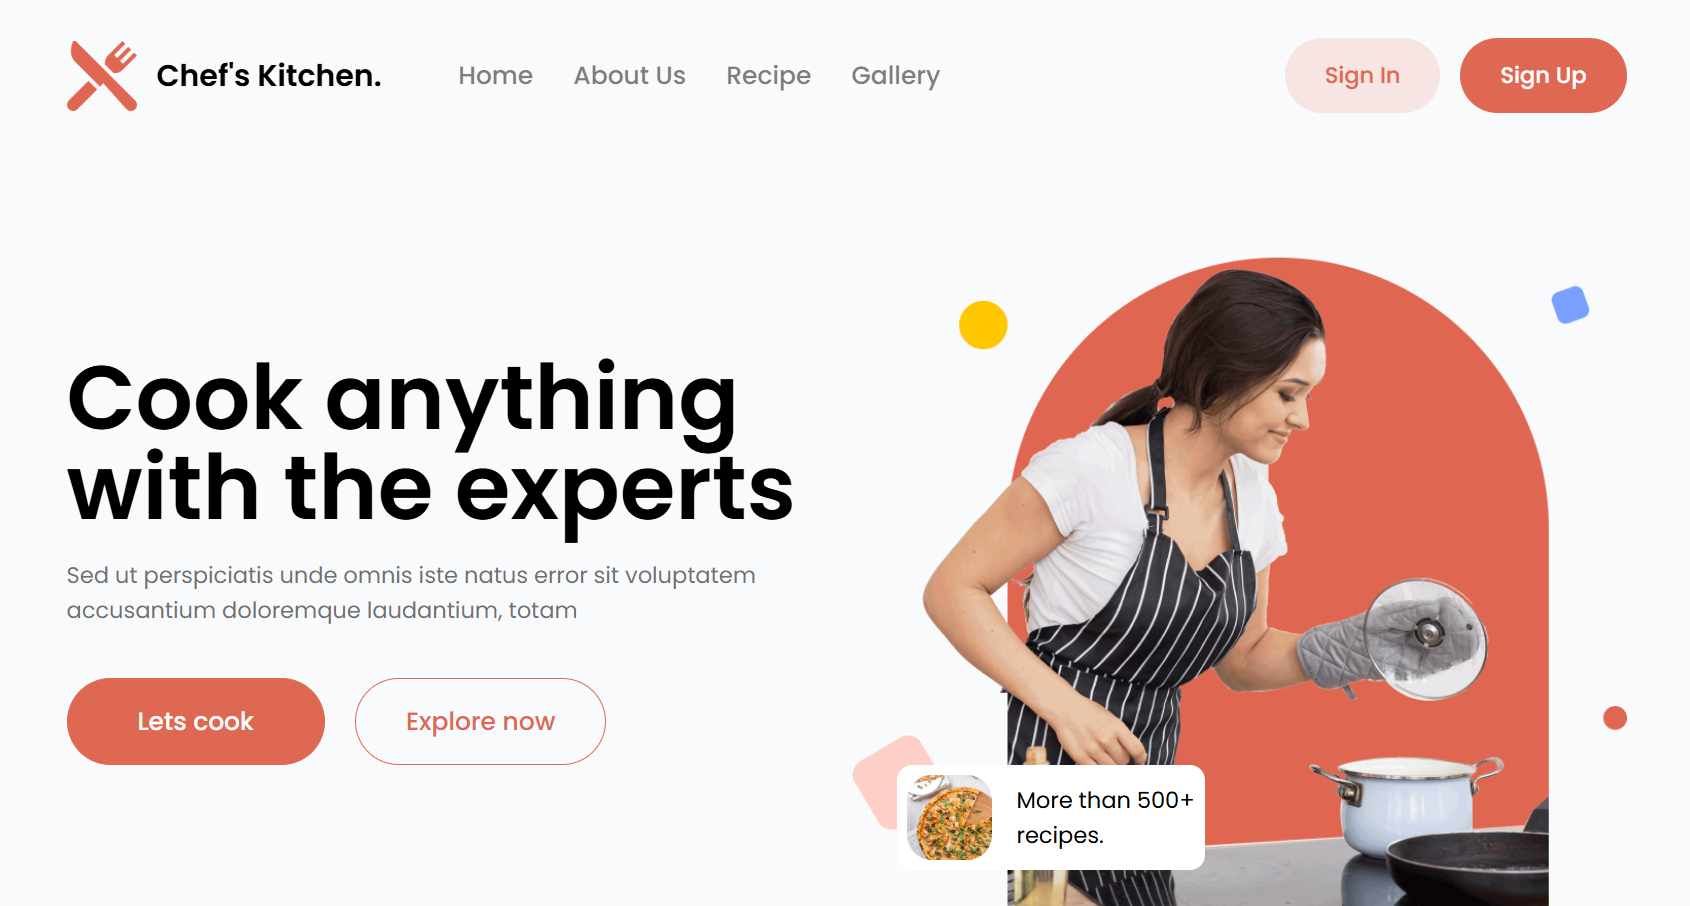 Chef's Kitchen.
Home
About Us
Recipe
Gallery
Sign In
Sign Up
Cook anything
with the experts
Sed ut perspiciatis unde omnis iste natus error sit voluptatem
accusantium doloremque laudantium, totam
Lets cook
Explore now
More than 500+
recipes.